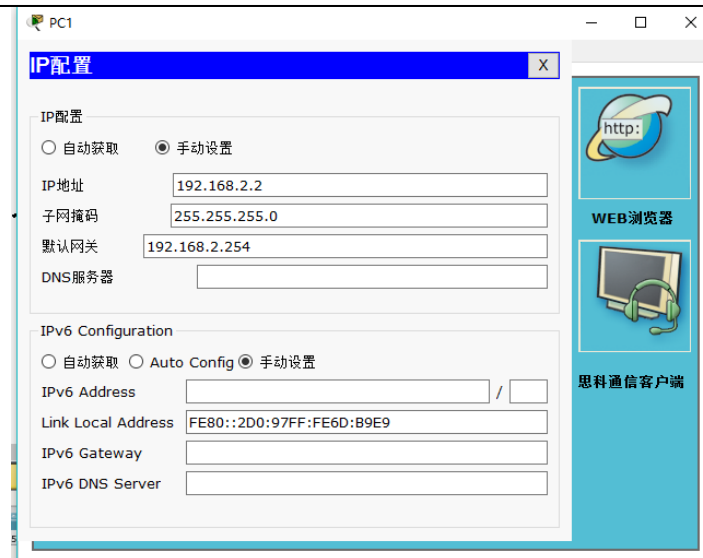 PC1
IP配置
X
IP配置
自动获取 手动设置
IP地址 192.168.2.2
子网掩码 255.255.255.0
默认网关 192.168.2.254
DNS服务器
IPv6 Configuration
自动获取 Auto Config 手动设置
IPv6 Address /
Link Local Address FE80::2D0:97FF:FE6D:B9E9
IPv6 Gateway
IPv6 DNS Server
http:
WEB浏览器
思科通信客户端